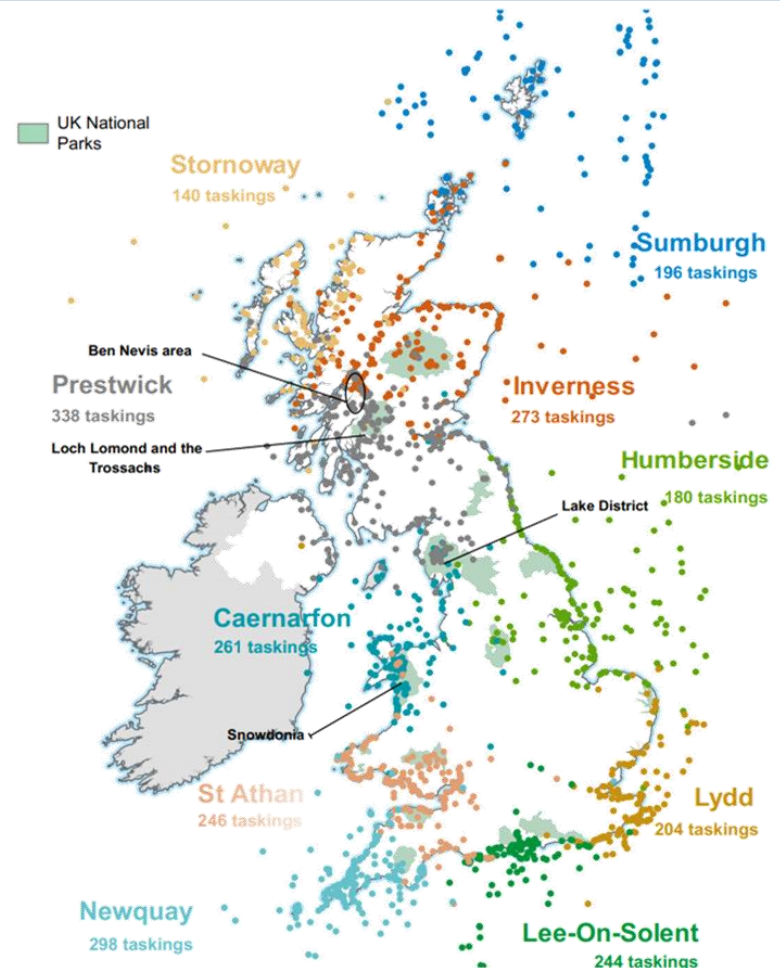 UK National
Parks
Stornoway
140 taskings
Sumburgh
196 taskings
Ben Nevis area
Prestwick
338 taskings
Inverness
273 taskings
Loch Lomond and the
Trossachs
Humberside
180 taskings
Lake District
Caernarfon
261 taskings
Snowdonia
St Athan
246 taskings
Lydd
204 taskings
Newquay
298 taskings
Lee-On-Solent
244 taskings